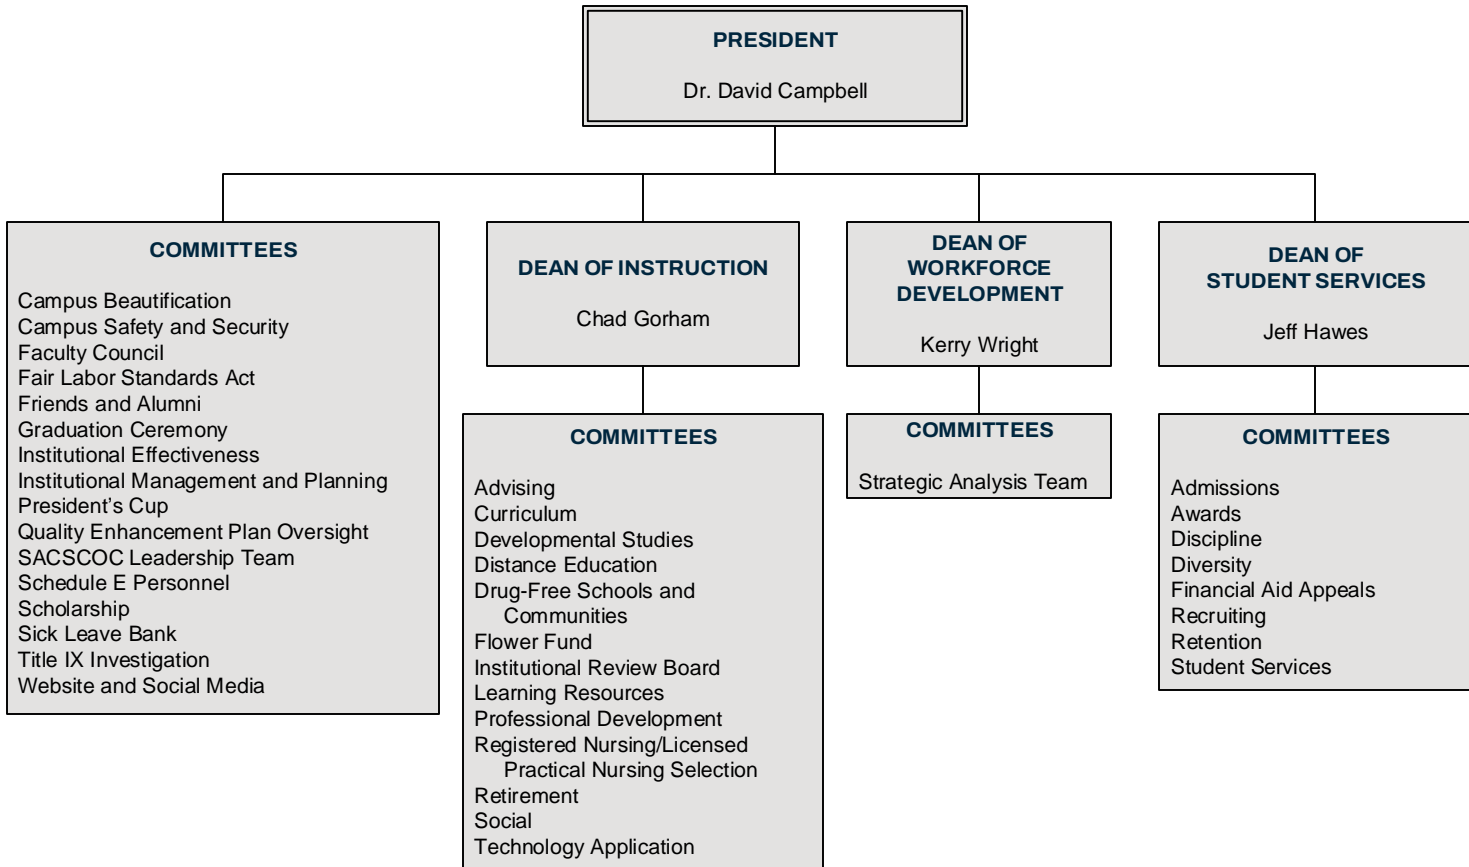 PRESIDENT
Dr. David Campbell
COMMITTEES
Campus Beautification
Campus Safety and Security
Faculty Council
Fair Labor Standards Act
Friends and Alumni
Graduation Ceremony
Institutional Effectiveness
Institutional Management and Planning
President’s Cup
Quality Enhancement Plan Oversight
SACSCOC Leadership Team
Schedule E Personnel
Scholarship
Sick Leave Bank
Title IX Investigation
Website and Social Media
DEAN OF INSTRUCTION
Chad Gorham
COMMITTEES
Advising
Curriculum
Developmental Studies
Distance Education
Drug-Free Schools and
Communities
Flower Fund
Institutional Review Board
Learning Resources
Professional Development
Registered Nursing/Licensed
Practical Nursing Selection
Retirement
Social
Technology Application
DEAN OF
WORKFORCE
DEVELOPMENT
Kerry Wright
COMMITTEES
Strategic Analysis Team
DEAN OF
STUDENT SERVICES
Jeff Hawes
COMMITTEES
Admissions
Awards
Discipline
Diversity
Financial Aid Appeals
Recruiting
Retention
Student Services